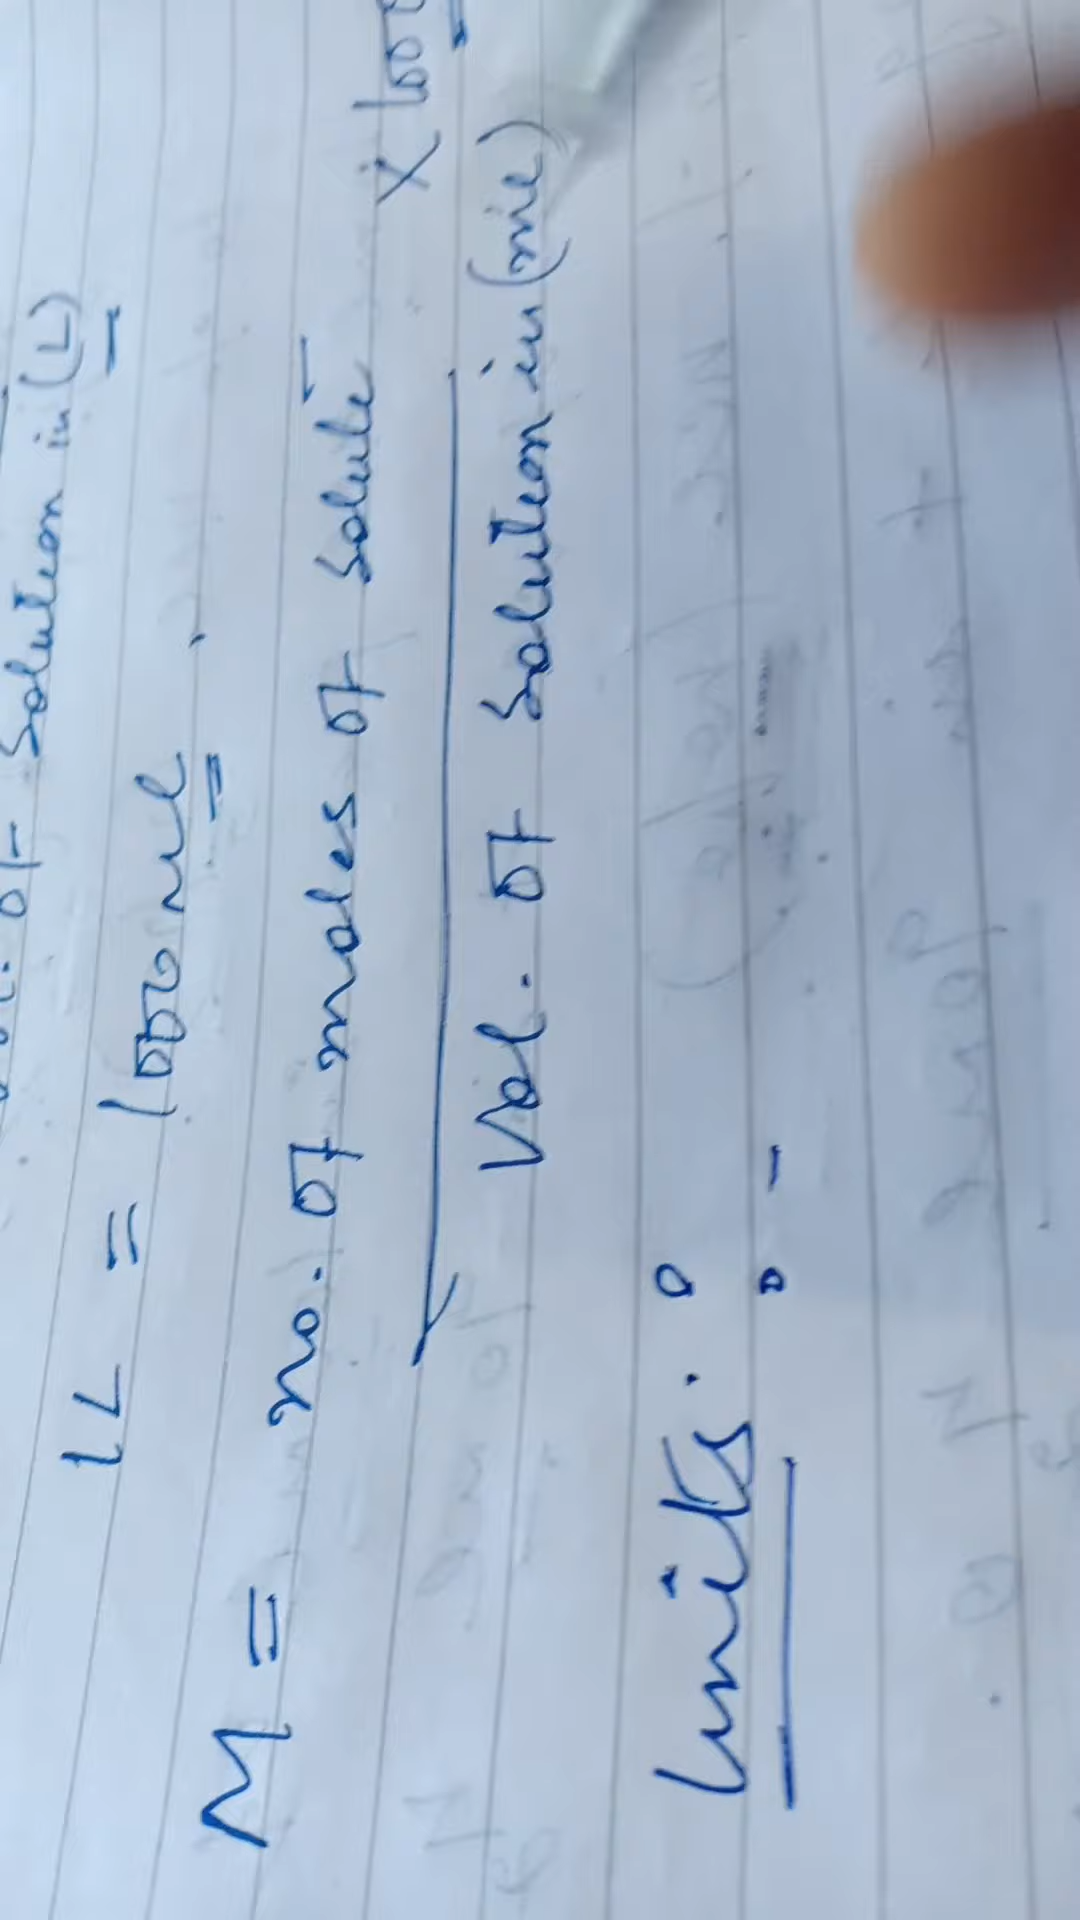 Solution in (L)
1L = 1000ml
M = no. of moles of solute X 1000
Vol. of Solution in (ml)
Units :-